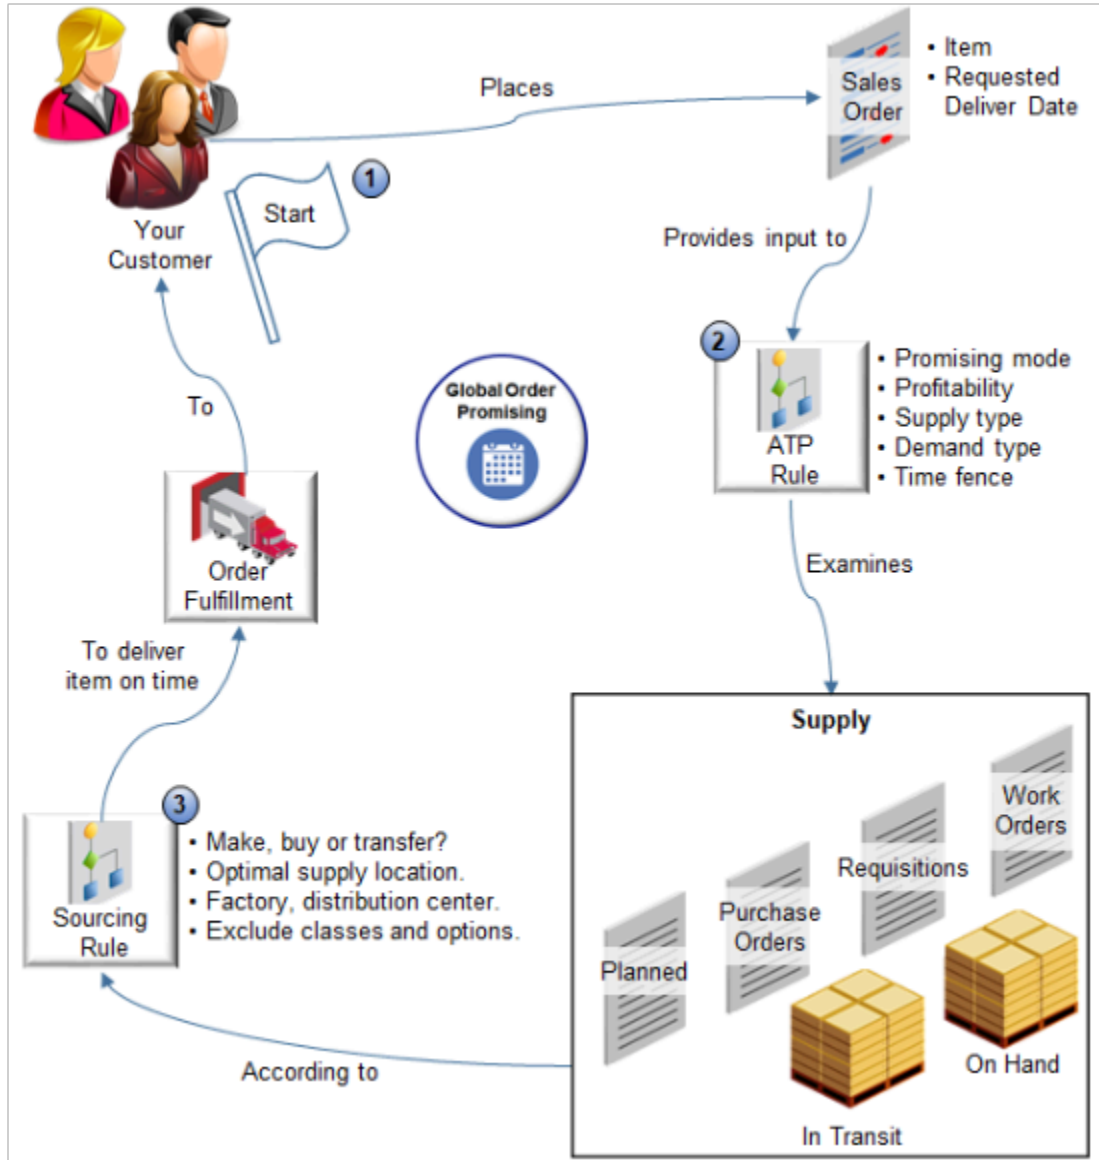 Places
Sales
Order
• Item
• Requested
Deliver Date
1
Start
Your
Customer
Provides input to
2
ATP
Rule
• Promising mode
• Profitability
• Supply type
• Demand type
• Time fence
Global Order
Promising
To
Order
Fulfillment
Examines
To deliver
item on time
Supply
Work
Orders
Requisitions
Purchase
Orders
Planned
On Hand
In Transit
3
Sourcing
Rule
• Make, buy or transfer?
• Optimal supply location.
• Factory, distribution center.
• Exclude classes and options.
According to